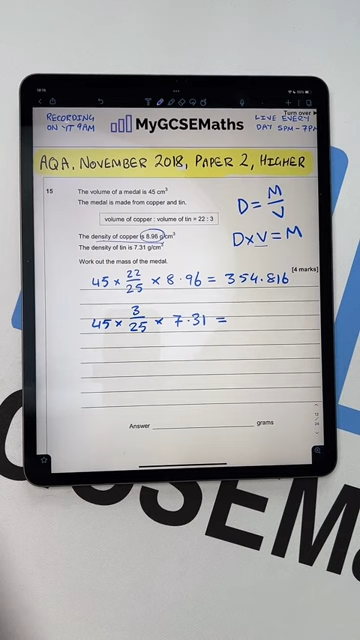 Turn over
RECORDING
ON YT 9AM
MyGCSEMaths
LIVE EVERY
DAY 5PM-7PM
AQA, NOVEMBER 2018, PAPER 2, HIGHER
15
The volume of a medal is 45 cm³
The medal is made from copper and tin.
volume of copper : volume of tin = 22 : 3
The density of copper is 8.96 g/cm³
The density of tin is 7.31 g/cm³
Work out the mass of the medal.
D = M/V
D × V = M
[4 marks]
45 × 22/25 × 8.96 = 354.816
45 × 3/25 × 7.31 =
Answer ____ grams
GCSEMa